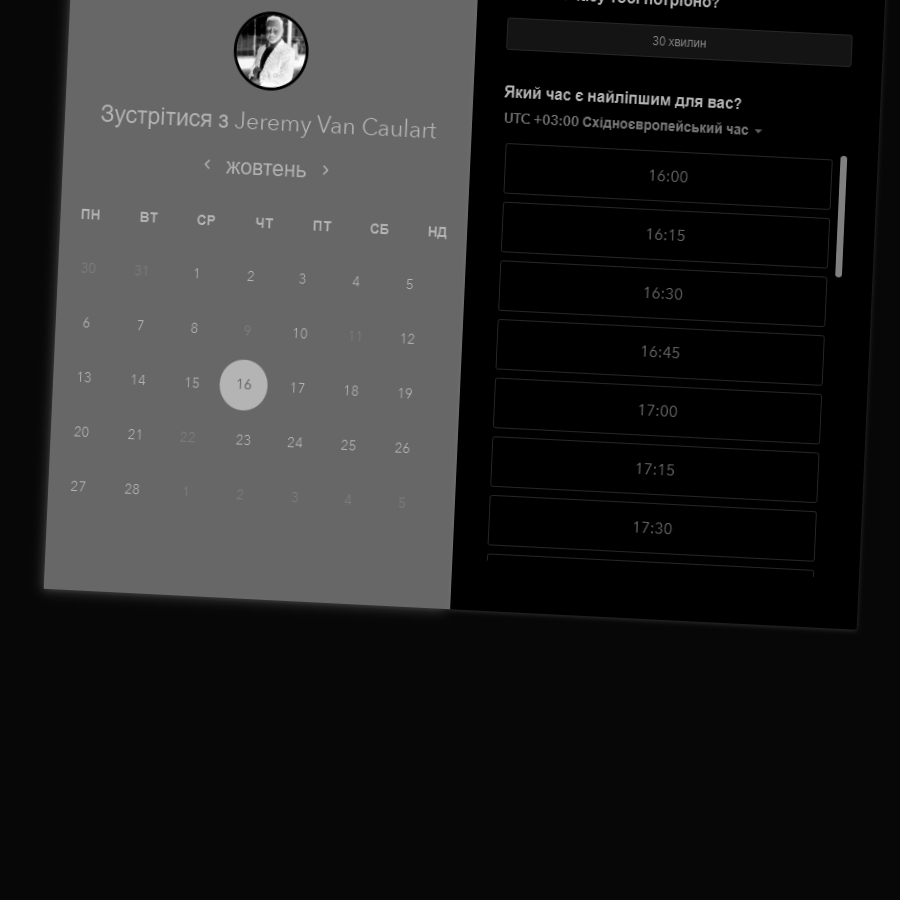 потрібно?
30 хвилин
Зустрітися з Jeremy Van Caulart
жовтень
ПН ВТ СР ЧТ ПТ СБ НД
30 31 1 2 3 4 5
6 7 8 9 10 11 12
13 14 15 16 17 18 19
20 21 22 23 24 25 26
27 28 1 2 3 4 5
Який час є найліпшим для вас?
UTC +03:00 Східноєвропейський час
16:00
16:15
16:30
16:45
17:00
17:15
17:30